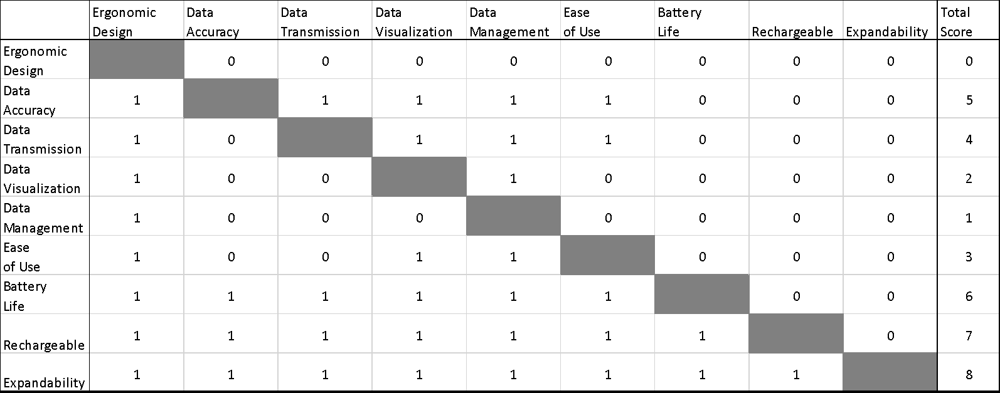 Ergonomic Design Data Accuracy Data Transmission Data Visualization Data Management Ease of Use Battery Life Rechargeable Expandability Total Score
Ergonomic Design 0 0 0 0 0 0 0 0 0
Data Accuracy 1 1 1 1 1 0 0 0 5
Data Transmission 1 0 1 1 1 0 0 0 4
Data Visualization 1 0 0 1 0 0 0 0 2
Data Management 1 0 0 0 0 0 0 0 1
Ease of Use 1 0 0 1 1 0 0 0 3
Battery Life 1 1 1 1 1 1 0 0 6
Rechargeable 1 1 1 1 1 1 1 0 7
Expandability 1 1 1 1 1 1 1 1 8